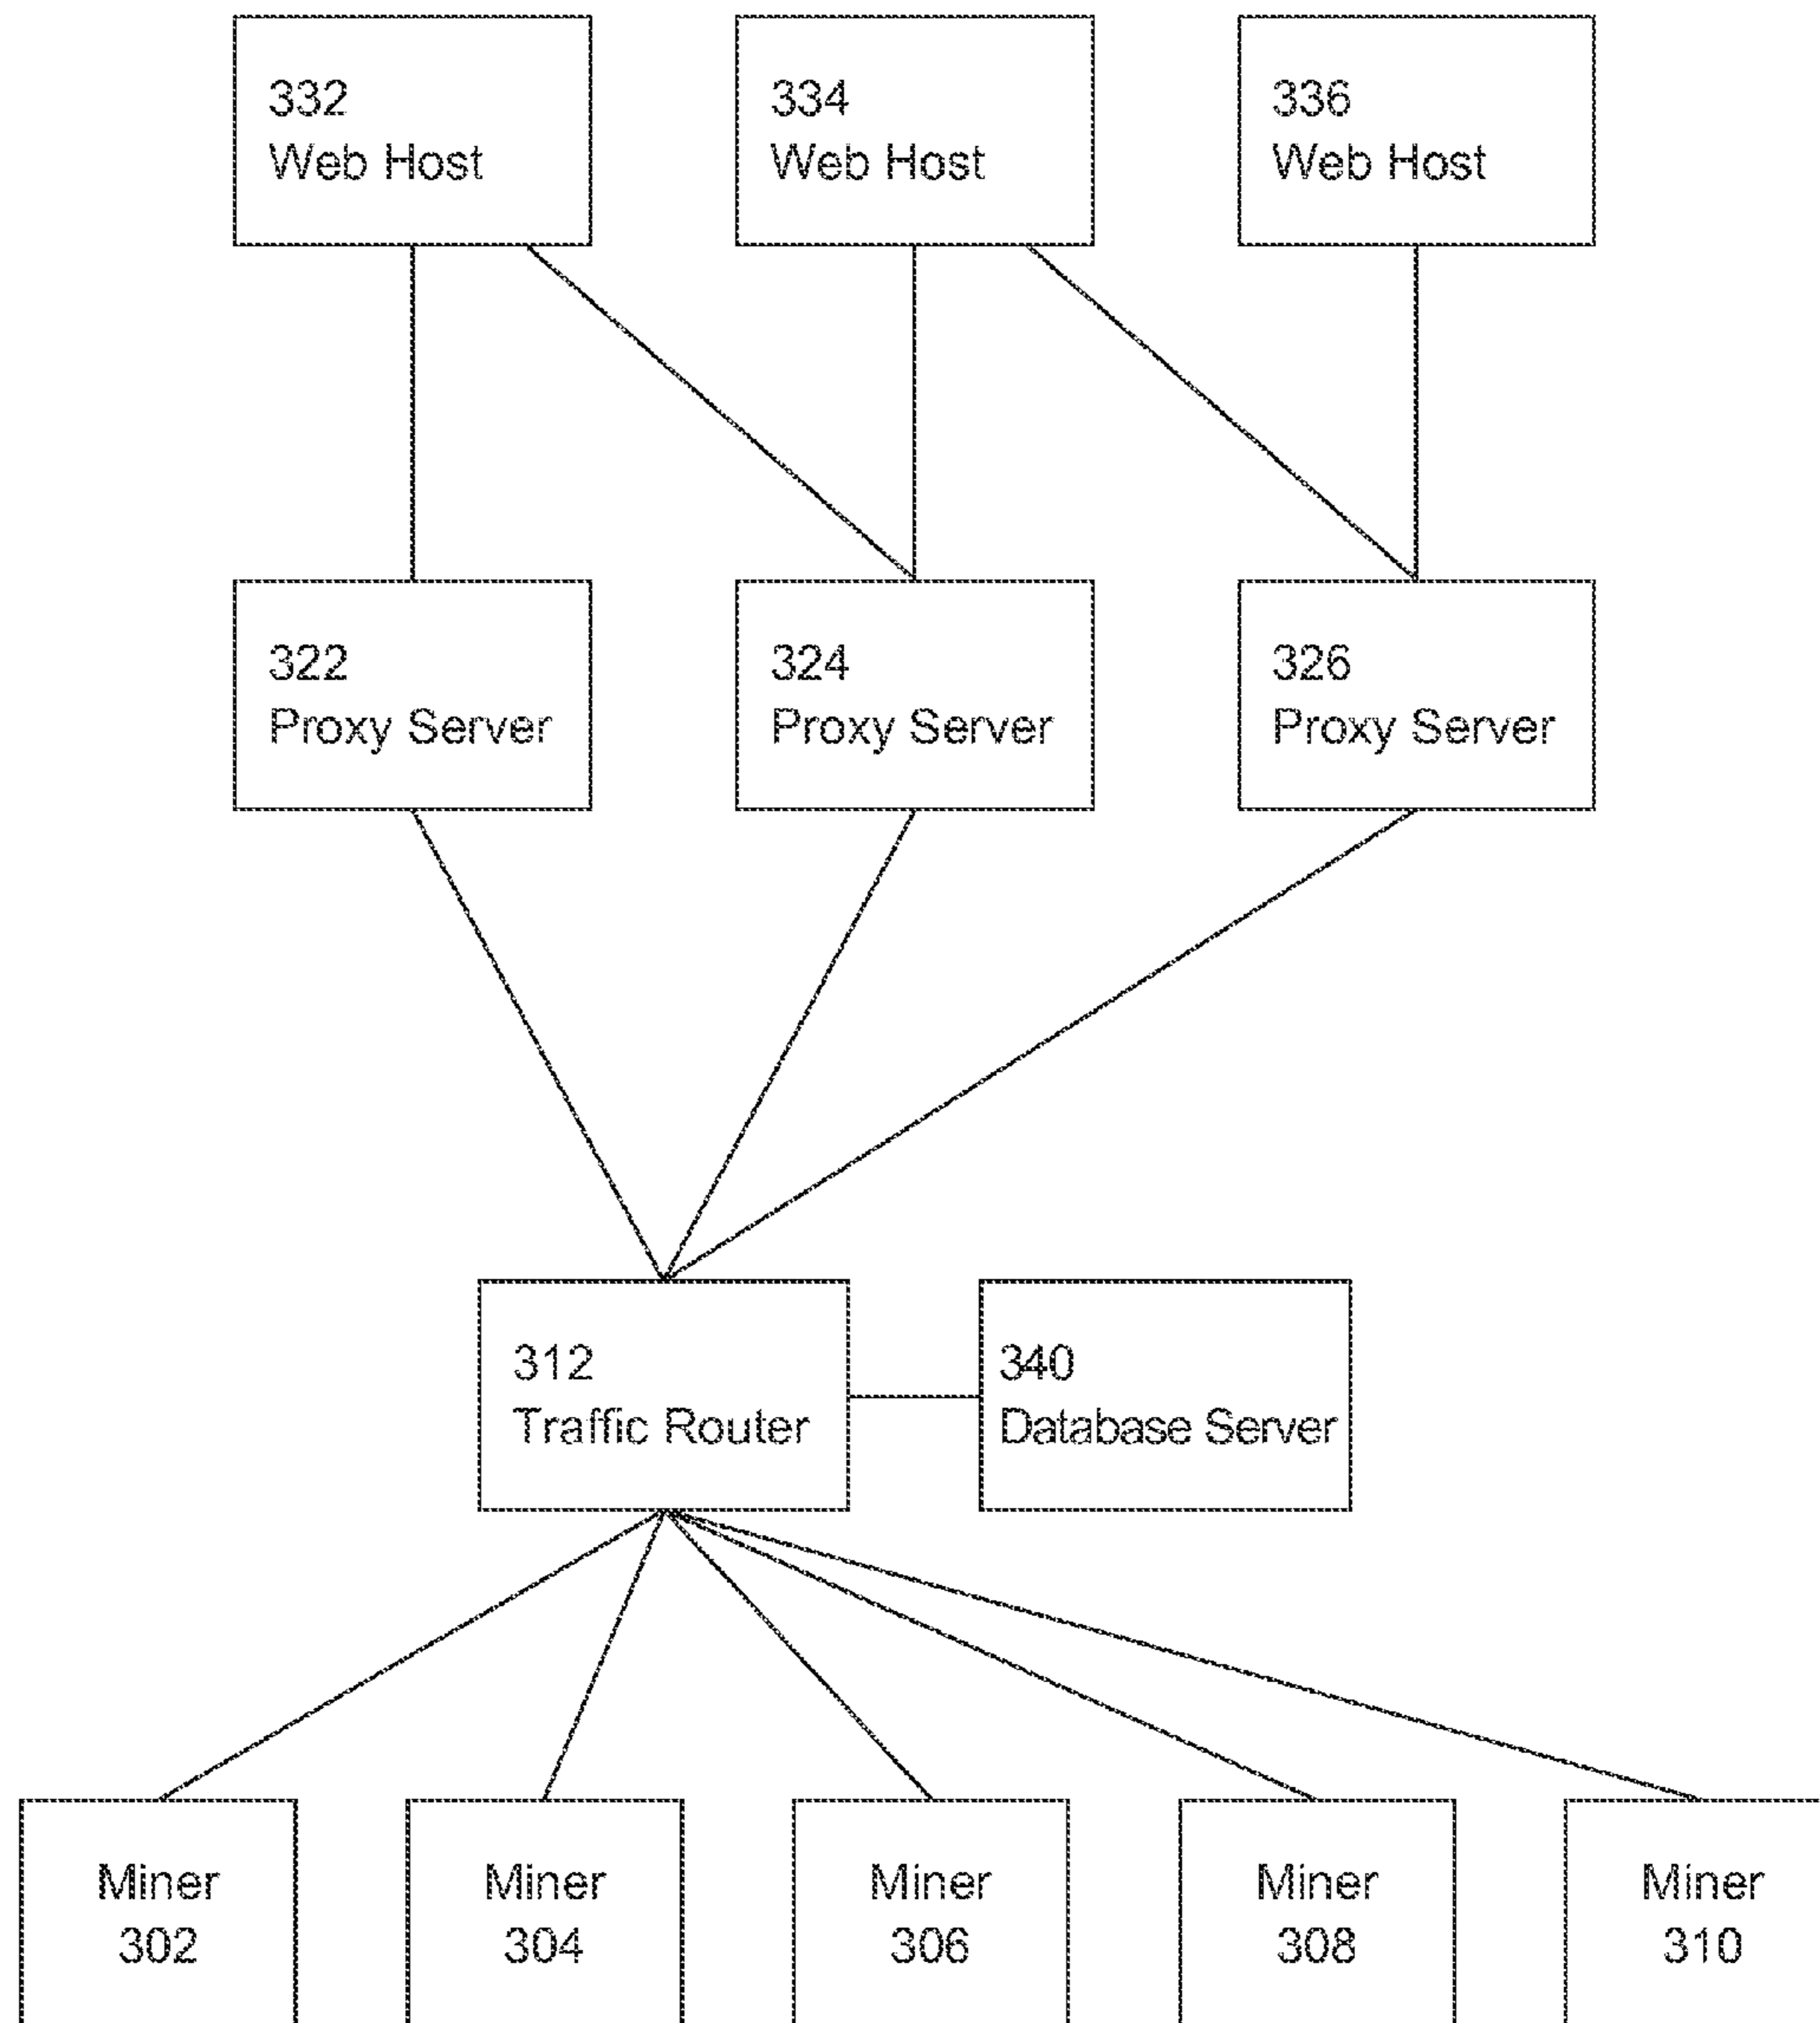 332
Web Host
334
Web Host
336
Web Host
322
Proxy Server
324
Proxy Server
326
Proxy Server
312
Traffic Router
340
Database Server
Miner
302
Miner
304
Miner
306
Miner
308
Miner
310